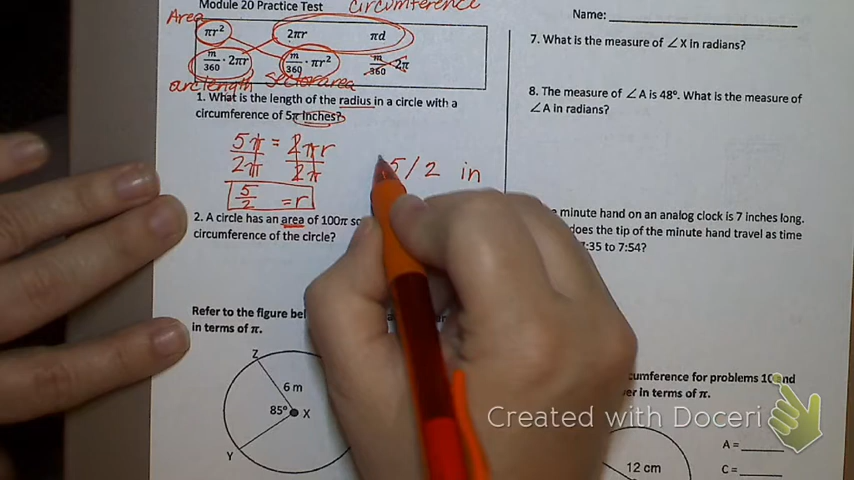 Module 20 Practice Test
circumference
Name:
Area
πr² 2πr πd
m/360 · 2πr m/360 · πr² m/360 · 2π
arc length sector area
1. What is the length of the radius in a circle with a
circumference of 5π inches?
5π = 2πr
2π 2π
5/2 = r
5/2 in
2. A circle has an area of 100π
circumference of the circle?
Refer to the figure
in terms of π.
Z
6 m
85° X
Y
7. What is the measure of ∠X in radians?
8. The measure of ∠A is 48°. What is the measure of
∠A in radians?
minute hand on an analog clock is 7 inches long.
does the tip of the minute hand travel as time
7:35 to 7:54?
for problems 10
in terms of π.
A =
C =
12 cm
Created with Doceri